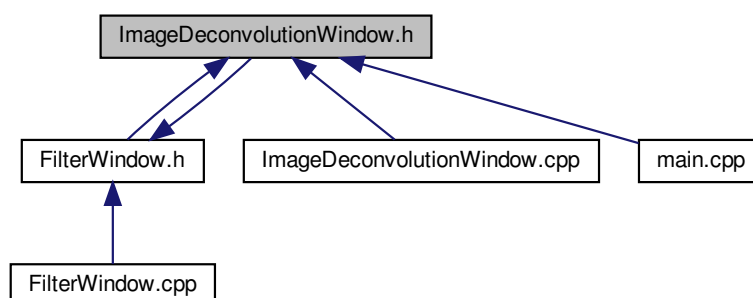 ImageDeconvolutionWindow.h
FilterWindow.h
ImageDeconvolutionWindow.cpp
main.cpp
FilterWindow.cpp